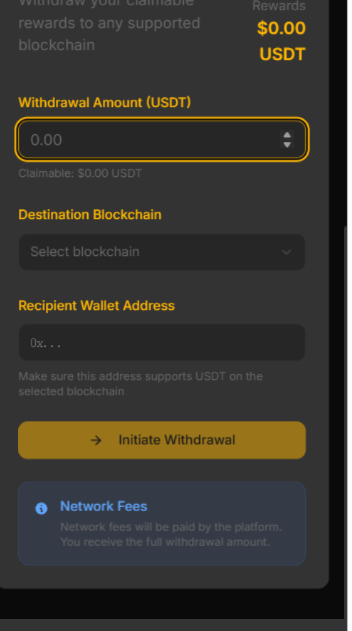 Withdraw your claimable
rewards to any supported
blockchain
Rewards
$0.00
USDT
Withdrawal Amount (USDT)
0.00
Claimable: $0.00 USDT
Destination Blockchain
Select blockchain
Recipient Wallet Address
0x...
Make sure this address supports USDT on the
selected blockchain
Initiate Withdrawal
Network Fees
Network fees will be paid by the platform.
You receive the full withdrawal amount.